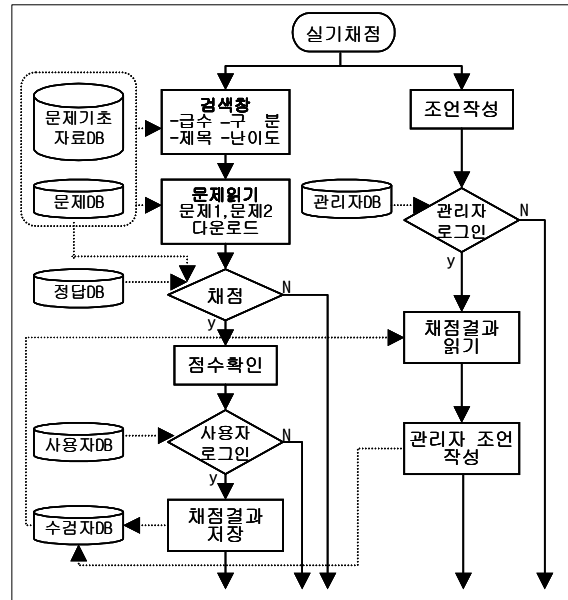 실기채점
문제기초
자료DB
검색창
-급수 -구 분
-제목 -난이도
조언작성
문제DB
문제읽기
문제1,문제2
다운로드
관리자DB
관리자
로그인
N
y
정답DB
채점
N
y
채점결과
읽기
점수확인
사용자DB
사용자
로그인
N
y
관리자 조언
작성
수검자DB
채점결과
저장